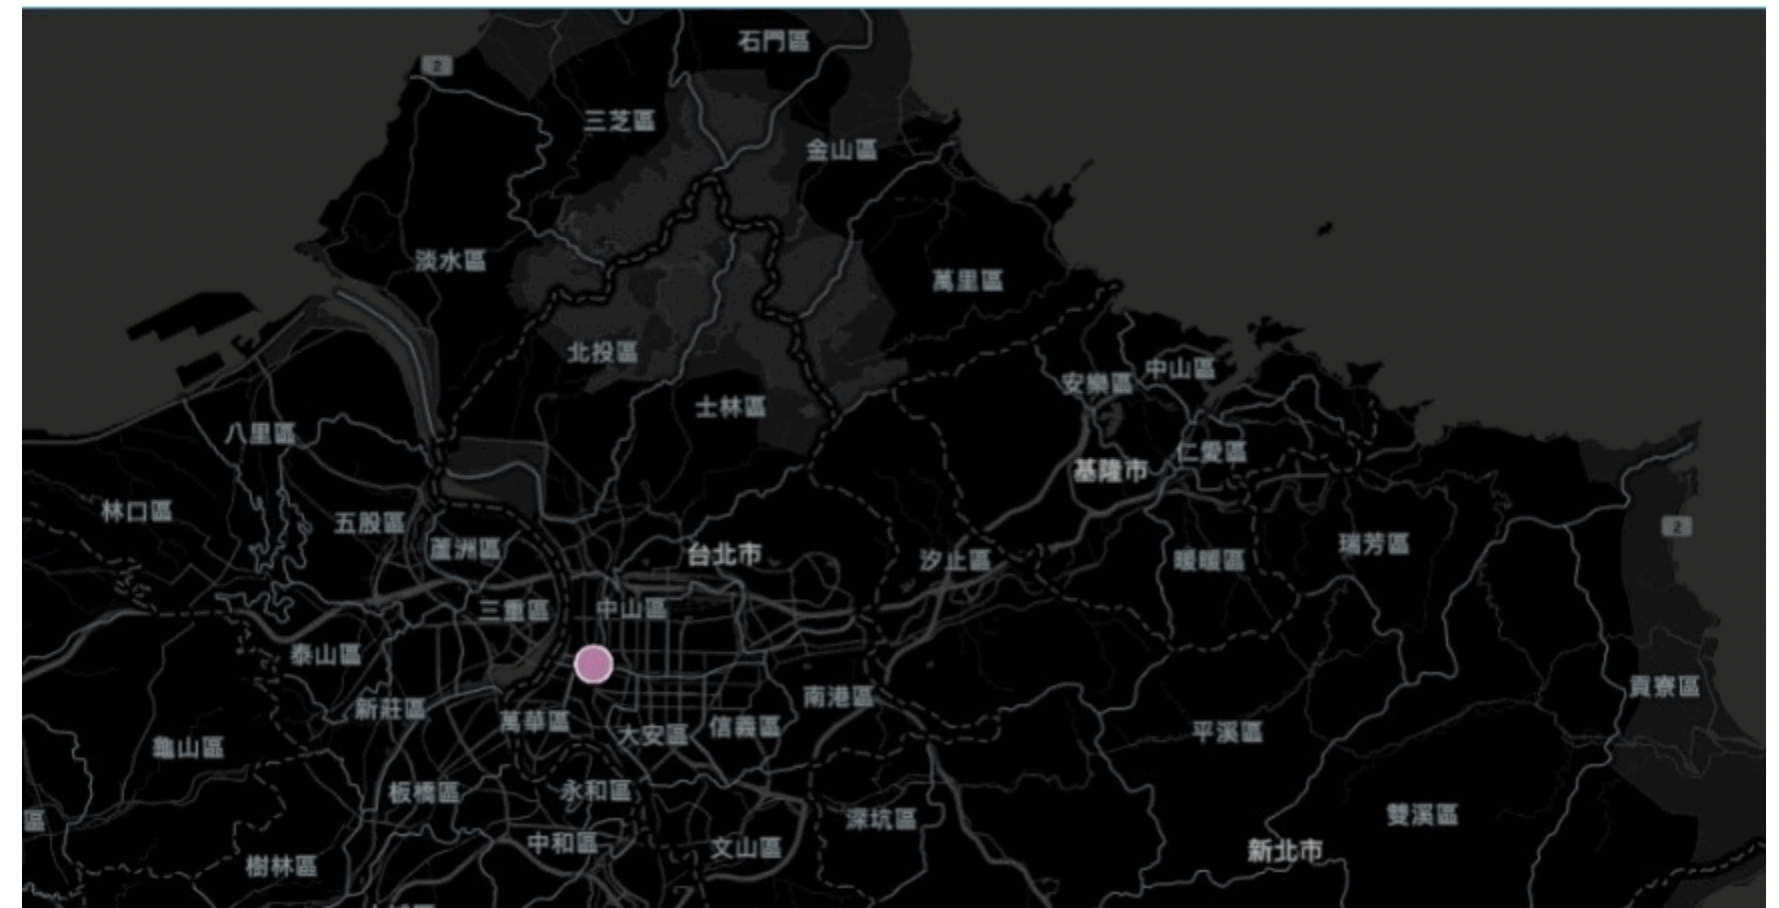 石門區
2
三芝區
金山區
淡水區
萬里區
北投區
中山區
安樂區
士林區
八里區
仁愛區
基隆市
林口區
五股區
2
蘆洲區
台北市
汐止區
暖暖區
瑞芳區
三重區
中山區
泰山區
貢寮區
南港區
新莊區
萬華區
大安區
信義區
平溪區
龜山區
板橋區
永和區
區
深坑區
雙溪區
中和區
文山區
新北市
樹林區